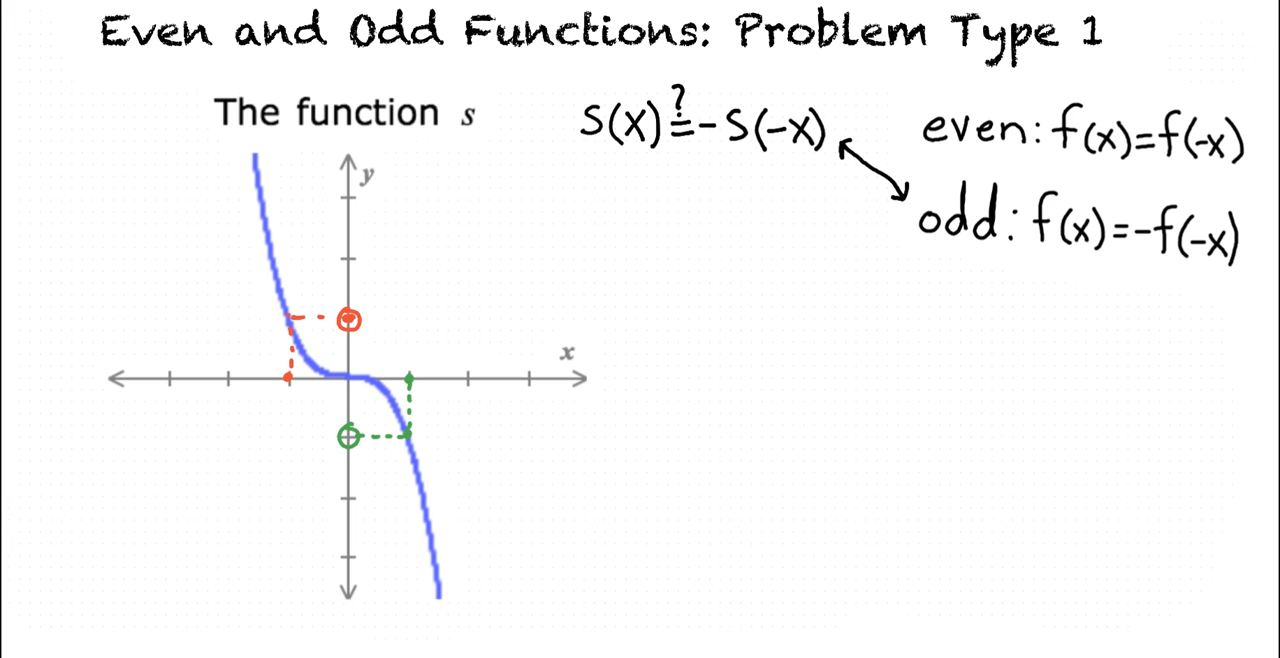 Even and Odd Functions: Problem Type 1
The function s
S(x) ≟ - S(-x)
even: f(x)=f(-x)
odd: f(x)=-f(-x)
y
x